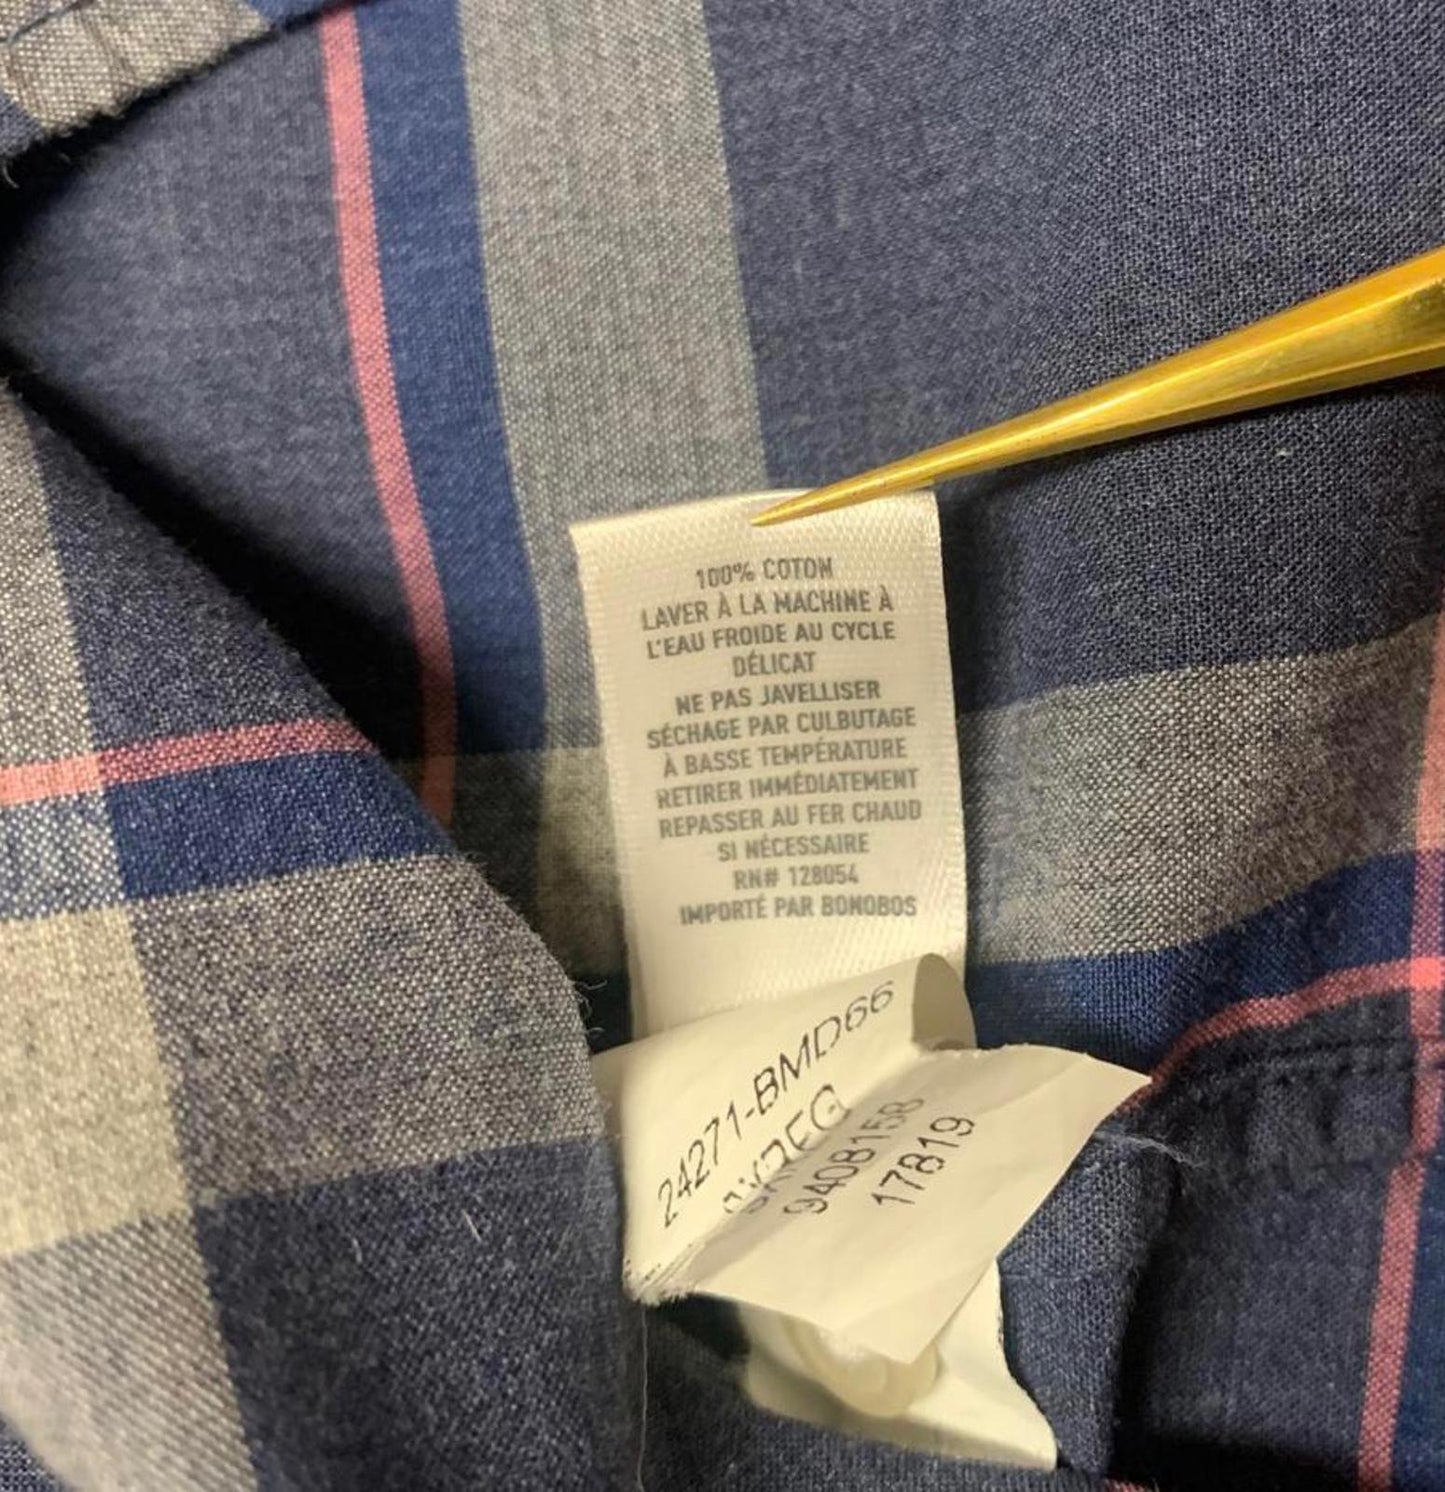 100% COTON
LAVER À LA MACHINE À
L'EAU FROIDE AU CYCLE
DÉLICAT
NE PAS JAVELLISER
SÉCHAGE PAR CULBUTAGE
À BASSE TEMPÉRATURE
RETIRER IMMÉDIATEMENT
REPASSER AU FER CHAUD
SI NÉCESSAIRE
RN# 128054
IMPORTÉ PAR BONOBOS
24271-BMD66
940815B
17819